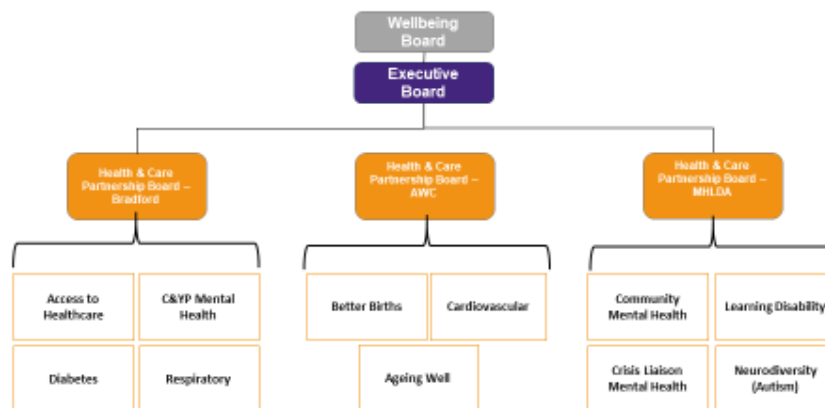 Wellbeing
Board
Executive
Board
Health & Care
Partnership Board –
Bradford
Health & Care
Partnership Board –
AWC
Health & Care
Partnership Board –
MHLDA
Access to
Healthcare
C&YP Mental
Health
Diabetes
Respiratory
Better Births
Cardiovascular
Ageing Well
Community
Mental Health
Learning Disability
Crisis Liaison
Mental Health
Neurodiversity
(Autism)